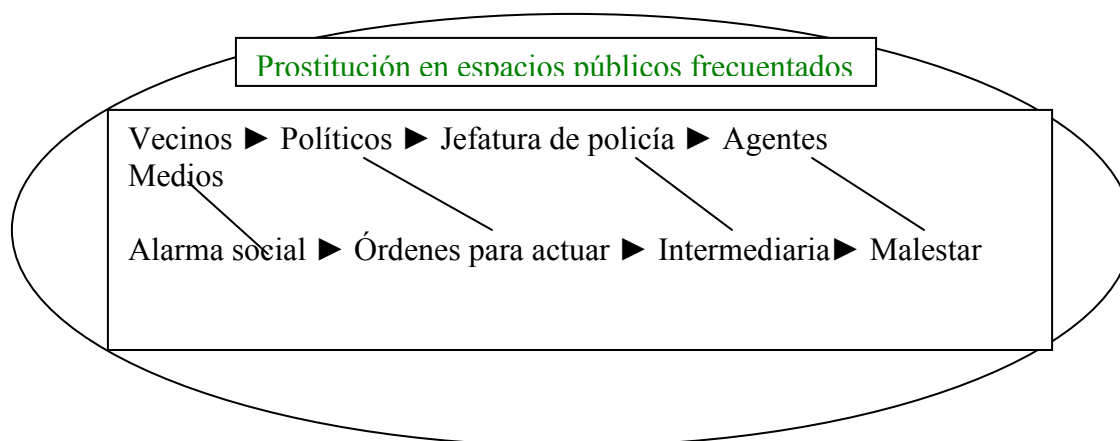 Prostitución en espacios públicos frecuentados
Vecinos ► Políticos ► Jefatura de policía ► Agentes
Medios
Alarma social ► Órdenes para actuar ► Intermediaria► Malestar